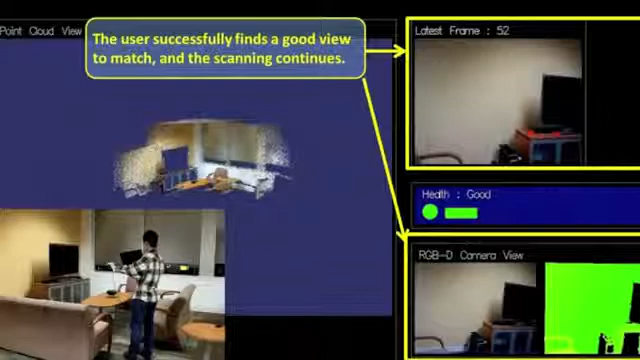 Point Cloud View
The user successfully finds a good view
to match, and the scanning continues.
Latest Frame : 52
Health : Good
RGB-D Camera View